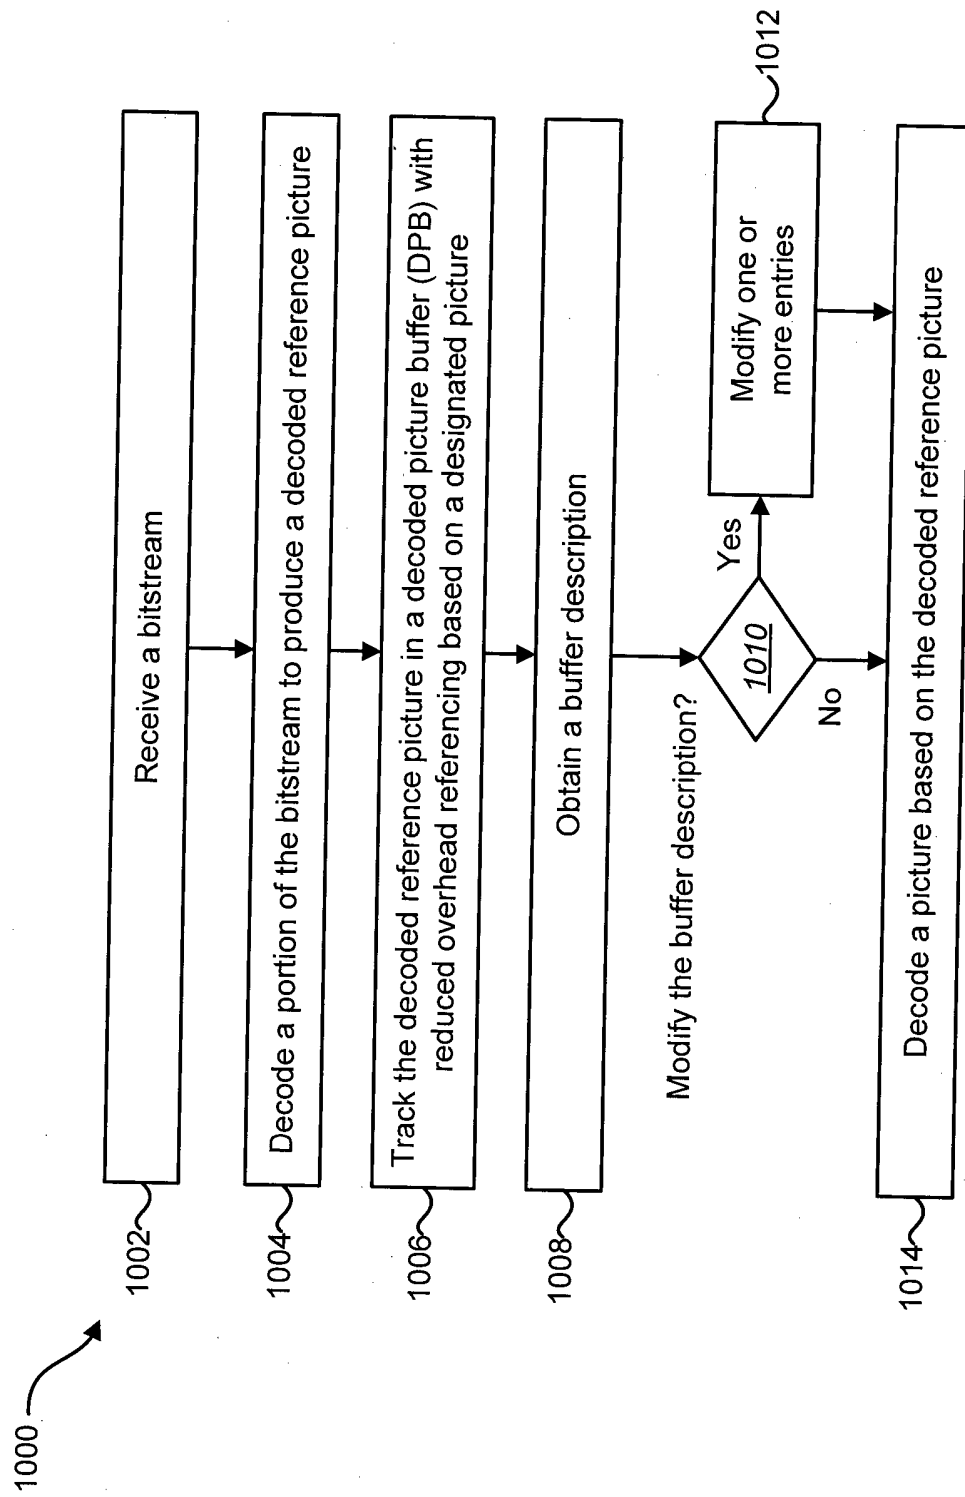 1000
1002
Receive a bitstream
1004
Decode a portion of the bitstream to produce a decoded reference picture
1006
Track the decoded reference picture in a decoded picture buffer (DPB) with
reduced overhead referencing based on a designated picture
1008
Obtain a buffer description
Modify the buffer description?
1010
Yes
No
Modify one or
more entries
1012
1014
Decode a picture based on the decoded reference picture